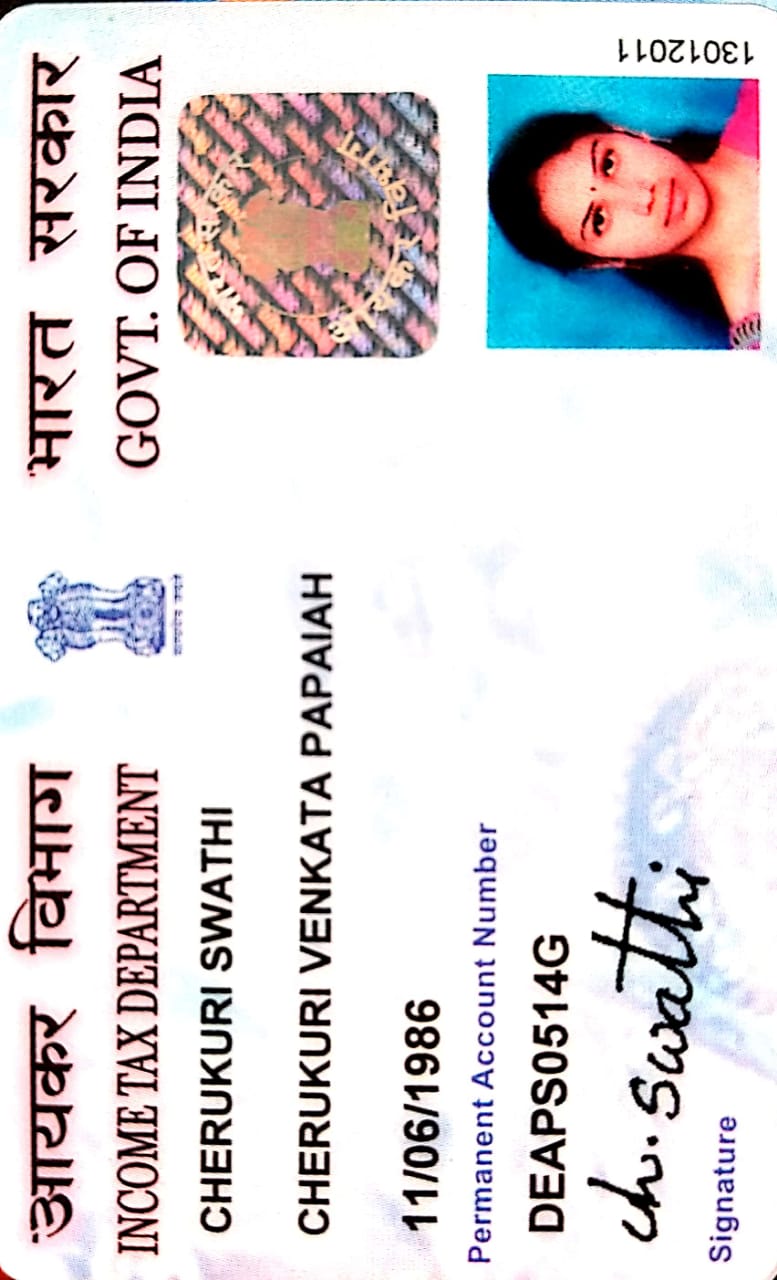 आयकर विभाग
भारत सरकार
INCOME TAX DEPARTMENT
GOVT. OF INDIA
CHERUKURI SWATHI
CHERUKURI VENKATA PAPAIAH
11/06/1986
Permanent Account Number
DEAPS0514G
Ch. Swathi
Signature
13012011